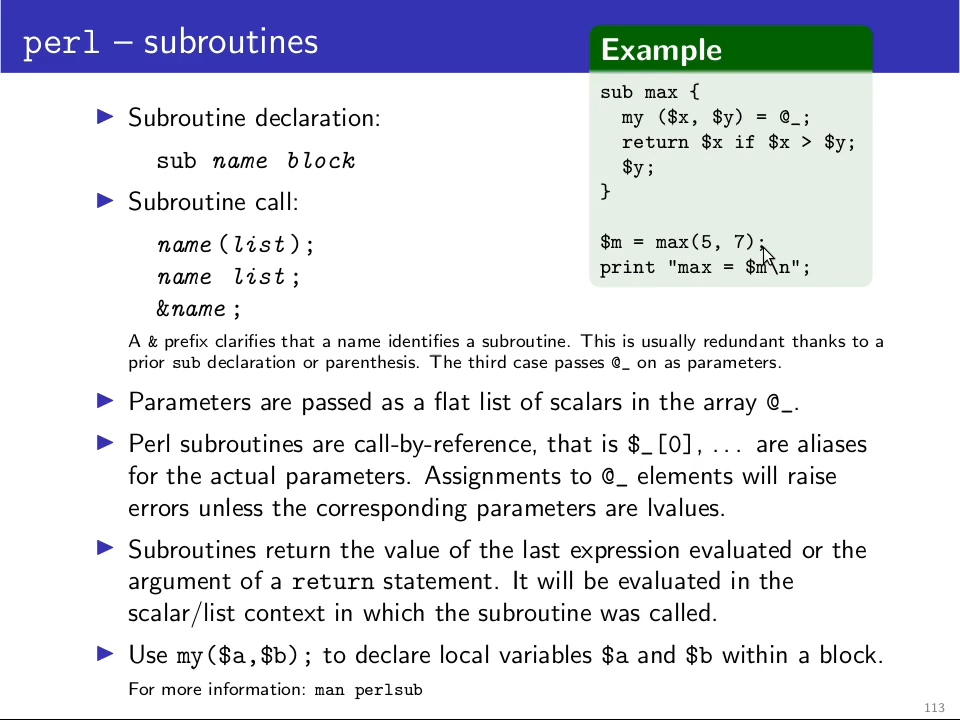 perl – subroutines
Example
sub max {
my ($x, $y) = @_;
return $x if $x > $y;
$y;
}
$m = max(5, 7);
print "max = $m\n";
▶ Subroutine declaration:
sub name block
▶ Subroutine call:
name(list);
name list;
&name;
A & prefix clarifies that a name identifies a subroutine. This is usually redundant thanks to a
prior sub declaration or parenthesis. The third case passes @_ on as parameters.
▶ Parameters are passed as a flat list of scalars in the array @_.
▶ Perl subroutines are call-by-reference, that is $_[0], ... are aliases
for the actual parameters. Assignments to @_ elements will raise
errors unless the corresponding parameters are lvalues.
▶ Subroutines return the value of the last expression evaluated or the
argument of a return statement. It will be evaluated in the
scalar/list context in which the subroutine was called.
▶ Use my($a,$b); to declare local variables $a and $b within a block.
For more information: man perlsub
113